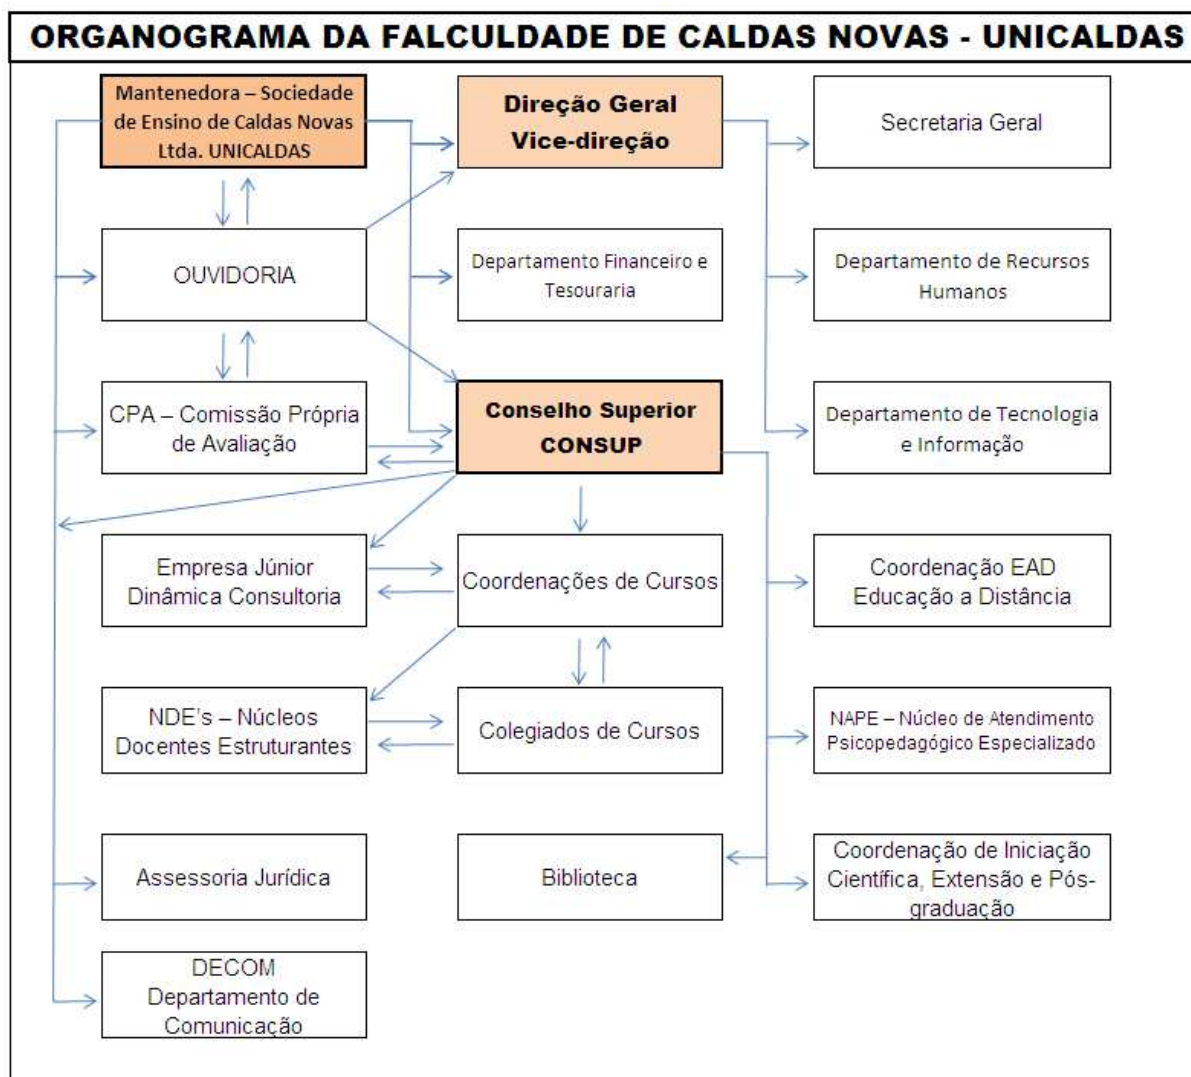 ORGANOGRAMA DA FALCULDADE DE CALDAS NOVAS - UNICALDAS
Mantenedora – Sociedade
de Ensino de Caldas Novas
Ltda. UNICALDAS
Direção Geral
Vice-direção
Secretaria Geral
OUVIDORIA
Departamento Financeiro e
Tesouraria
Departamento de Recursos
Humanos
CPA – Comissão Própria
de Avaliação
Conselho Superior
CONSUP
Departamento de Tecnologia
e Informação
Empresa Júnior
Dinâmica Consultoria
Coordenações de Cursos
Coordenação EAD
Educação a Distância
NDE's – Núcleos
Docentes Estruturantes
Colegiados de Cursos
NAPE – Núcleo de Atendimento
Psicopedagógico Especializado
Assessoria Jurídica
Biblioteca
Coordenação de Iniciação
Científica, Extensão e Pós-
graduação
DECOM
Departamento de
Comunicação